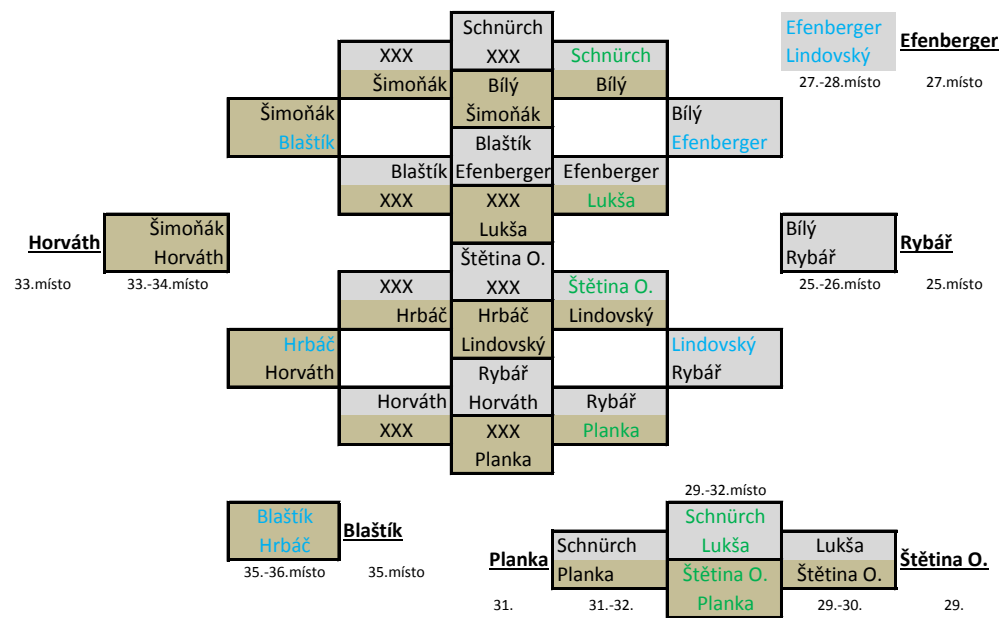 Schnürch
XXX
XXX
Schnürch
Efenberger
Lindovský
Efenberger
Šimoňák
Bílý
Šimoňák
Bílý
27.-28.místo
27.místo
Šimoňák
Blaštík
Blaštík
Efenberger
Bílý
Efenberger
Blaštík
XXX
XXX
Lukša
Efenberger
Lukša
Horváth
Šimoňák
Horváth
Bílý
Rybář
Rybář
33.místo
33.-34.místo
Štětina O.
XXX
25.-26.místo
25.místo
XXX
Hrbáč
Hrbáč
Lindovský
Štětina O.
Lindovský
Hrbáč
Horváth
Rybář
Horváth
Lindovský
Rybář
Horváth
XXX
XXX
Planka
Rybář
Planka
29.-32.místo
Blaštík
Hrbáč
Blaštík
35.-36.místo
35.místo
Planka
Schnürch
Planka
Schnürch
Lukša
Štětina O.
Planka
Lukša
Štětina O.
Štětina O.
31.
31.-32.
29.-30.
29.